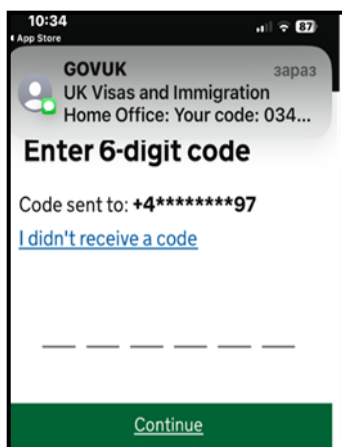 10:34
App Store
87
GOVUK зараз
UK Visas and Immigration
Home Office: Your code: 034...
Enter 6-digit code
Code sent to: +4********97
I didn't receive a code
Continue